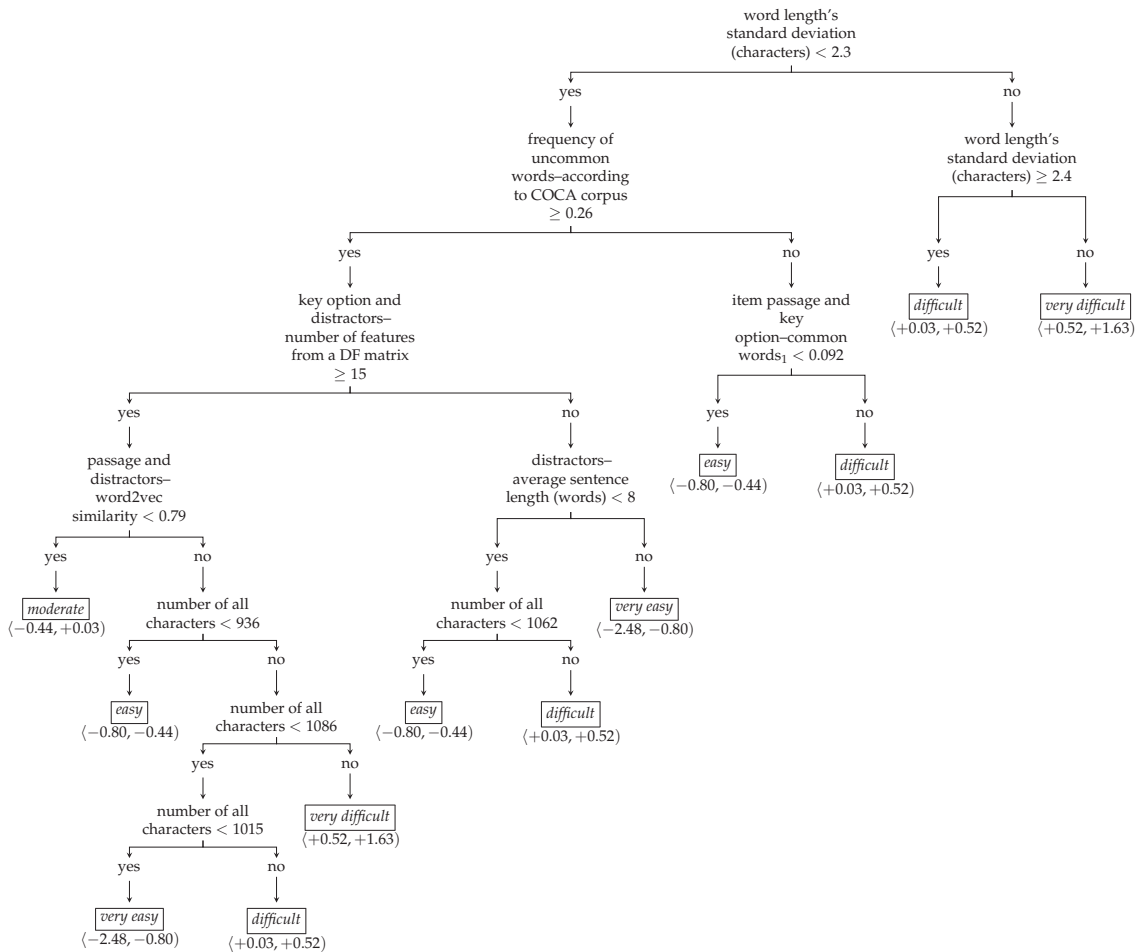 word length's
standard deviation
(characters) < 2.3
yes
no
frequency of
uncommon
words–according
to COCA corpus
≥ 0.26
word length's
standard deviation
(characters) ≥ 2.4
yes
no
yes
no
key option and
distractors–
number of features
from a DF matrix
≥ 15
item passage and
key
option–common
words₁ < 0.092
difficult
⟨+0.03, +0.52⟩
very difficult
⟨+0.52, +1.63⟩
yes
no
yes
no
passage and
distractors–
word2vec
similarity < 0.79
distractors–
average sentence
length (words) < 8
easy
⟨−0.80, −0.44⟩
difficult
⟨+0.03, +0.52⟩
yes
no
yes
no
moderate
⟨−0.44, +0.03⟩
number of all
characters < 936
number of all
characters < 1062
very easy
⟨−2.48, −0.80⟩
yes
no
yes
no
easy
⟨−0.80, −0.44⟩
number of all
characters < 1086
easy
⟨−0.80, −0.44⟩
difficult
⟨+0.03, +0.52⟩
yes
no
number of all
characters < 1015
very difficult
⟨+0.52, +1.63⟩
yes
no
very easy
⟨−2.48, −0.80⟩
difficult
⟨+0.03, +0.52⟩